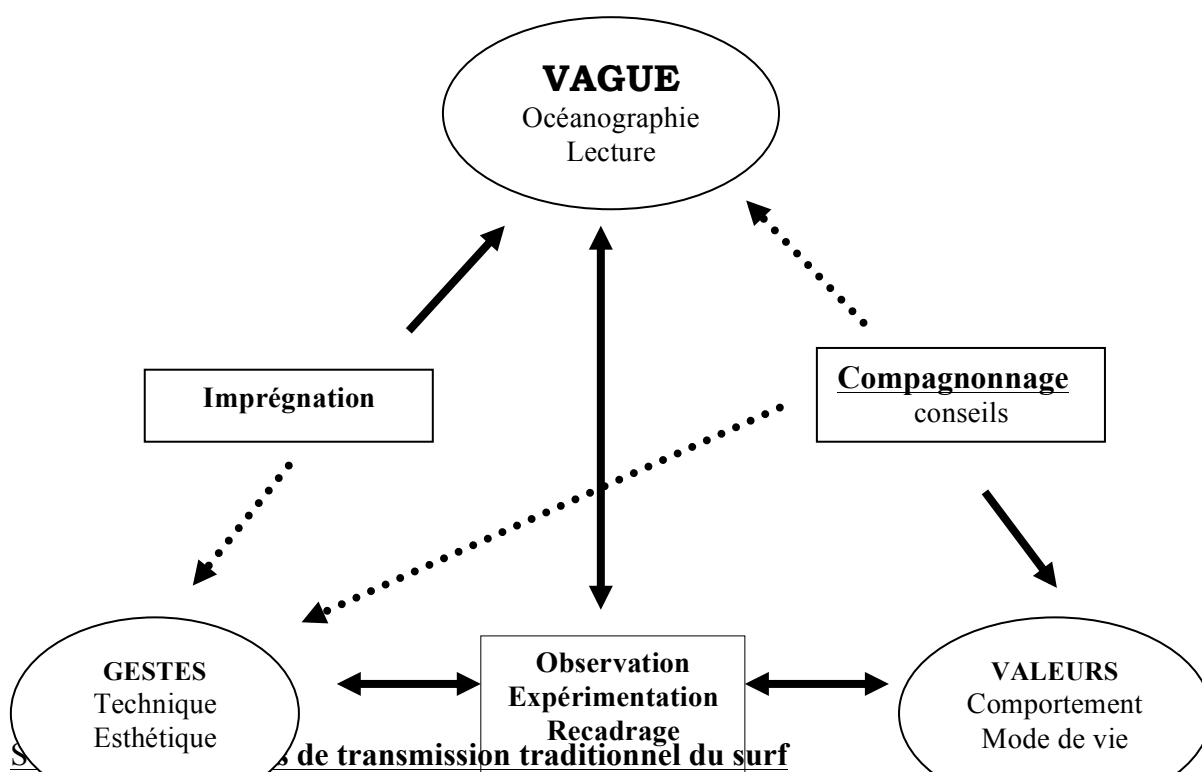 VAGUE
Océanographie
Lecture
Imprégnation
Compagnonnage
conseils
GESTES
Technique
Esthétique
Observation
Expérimentation
Recadrage
VALEURS
Comportement
Mode de vie
de transmission traditionnel du surf